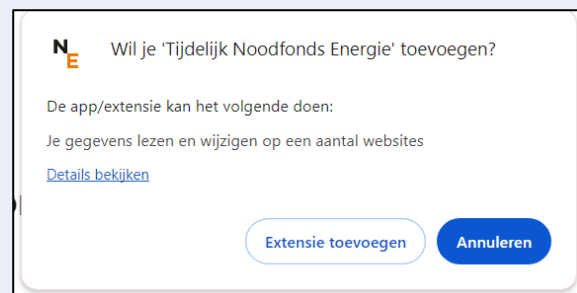 NE
Wil je 'Tijdelijk Noodfonds Energie' toevoegen?
De app/extensie kan het volgende doen:
Je gegevens lezen en wijzigen op een aantal websites
Details bekijken
Extensie toevoegen
Annuleren